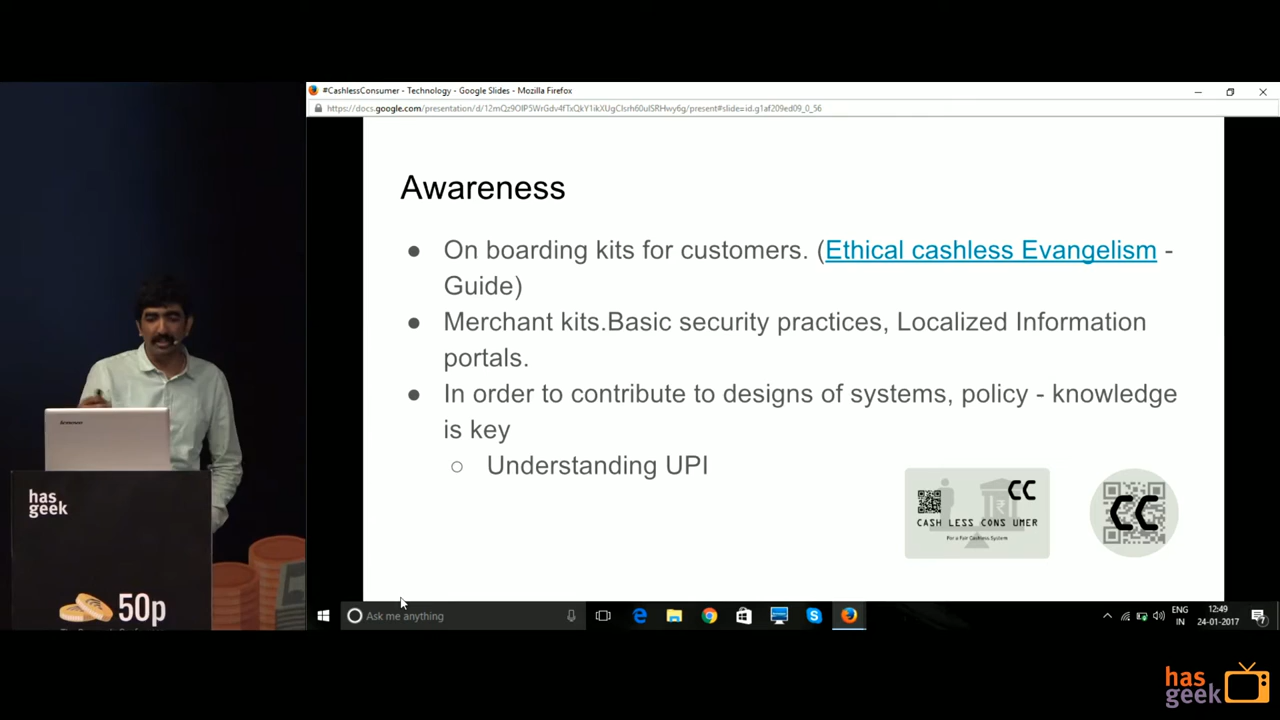 #CashlessConsumer - Technology - Google Slides - Mozilla Firefox
Awareness
● On boarding kits for customers. (Ethical cashless Evangelism -
Guide)
● Merchant kits.Basic security practices, Localized Information
portals.
● In order to contribute to designs of systems, policy - knowledge
is key
○ Understanding UPI
CC
CASH LESS CONS UMER
For a Fair Cashless System
CC
Lenovo
has
geek
50p
Ask me anything
ENG
IN
12:49
24-01-2017
has
geek